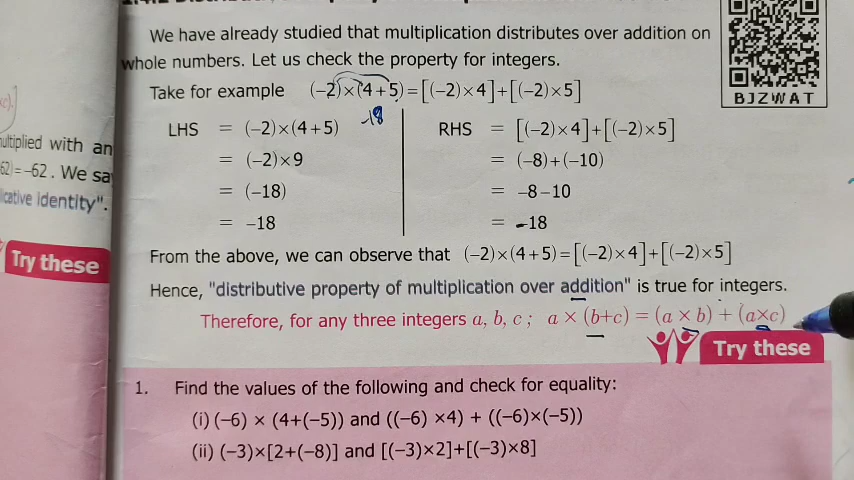 We have already studied that multiplication distributes over addition on
whole numbers. Let us check the property for integers.
Take for example (−2)×(4+5)=[(−2)×4]+[(−2)×5]
BJZWAT
-18
LHS = (−2)×(4+5)
= (−2)×9
= (−18)
= −18
RHS = [(−2)×4]+[(−2)×5]
= (−8)+(−10)
= −8−10
= −18
From the above, we can observe that (−2)×(4+5)=[(−2)×4]+[(−2)×5]
Hence, "distributive property of multiplication over addition" is true for integers.
Therefore, for any three integers a, b, c ; a × (b+c) = (a × b) + (a×c)
Try these
1. Find the values of the following and check for equality:
(i) (−6) × (4+(−5)) and ((−6) ×4) + ((−6)×(−5))
(ii) (−3)×[2+(−8)] and [(−3)×2]+[(−3)×8]
multiplied with an
62)=−62. We
licative identity".
Try these